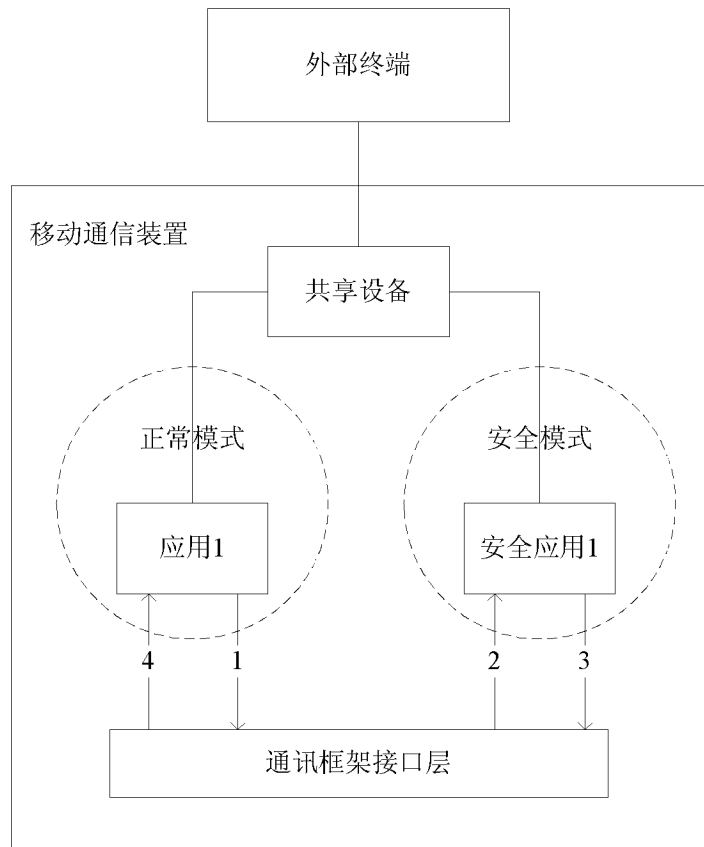 外部终端
移动通信装置
共享设备
正常模式
安全模式
应用1
安全应用1
4
1
2
3
通讯框架接口层